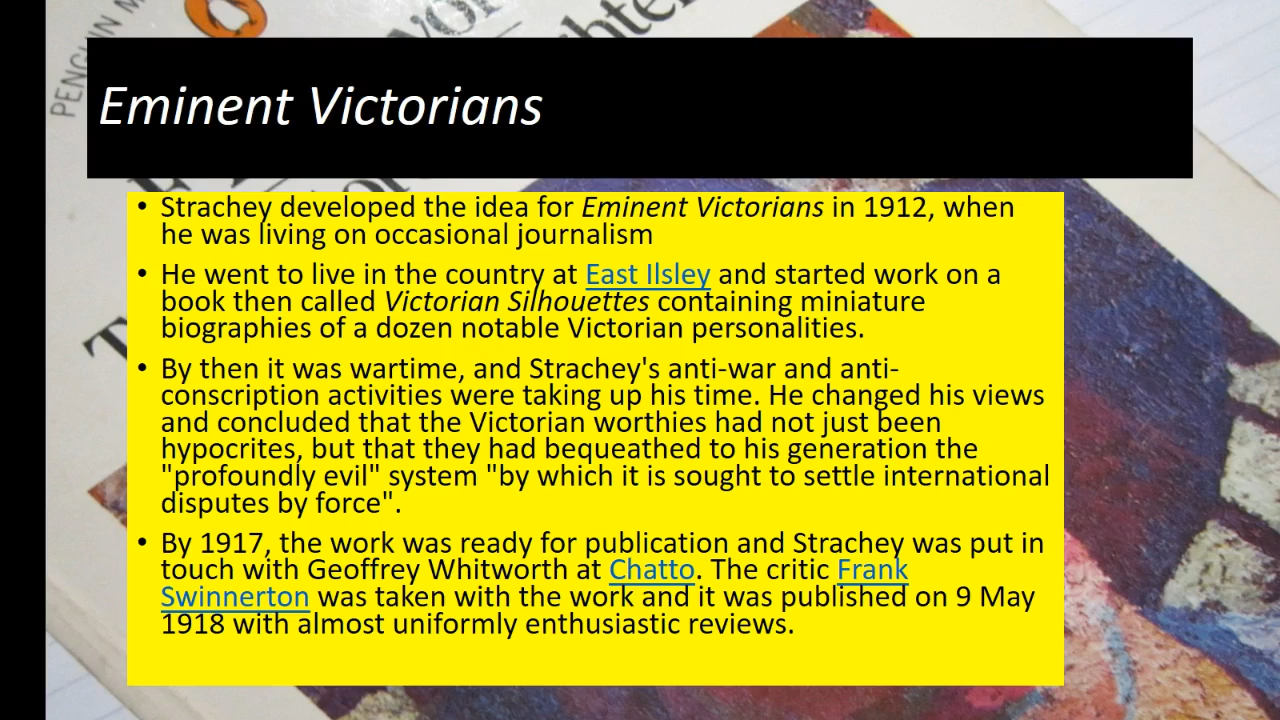 PENGUIN M
Eminent Victorians
• Strachey developed the idea for Eminent Victorians in 1912, when
he was living on occasional journalism
• He went to live in the country at East Ilsley and started work on a
book then called Victorian Silhouettes containing miniature
biographies of a dozen notable Victorian personalities.
• By then it was wartime, and Strachey's anti-war and anti-
conscription activities were taking up his time. He changed his views
and concluded that the Victorian worthies had not just been
hypocrites, but that they had bequeathed to his generation the
"profoundly evil" system "by which it is sought to settle international
disputes by force".
• By 1917, the work was ready for publication and Strachey was put in
touch with Geoffrey Whitworth at Chatto. The critic Frank
Swinnerton was taken with the work and it was published on 9 May
1918 with almost uniformly enthusiastic reviews.